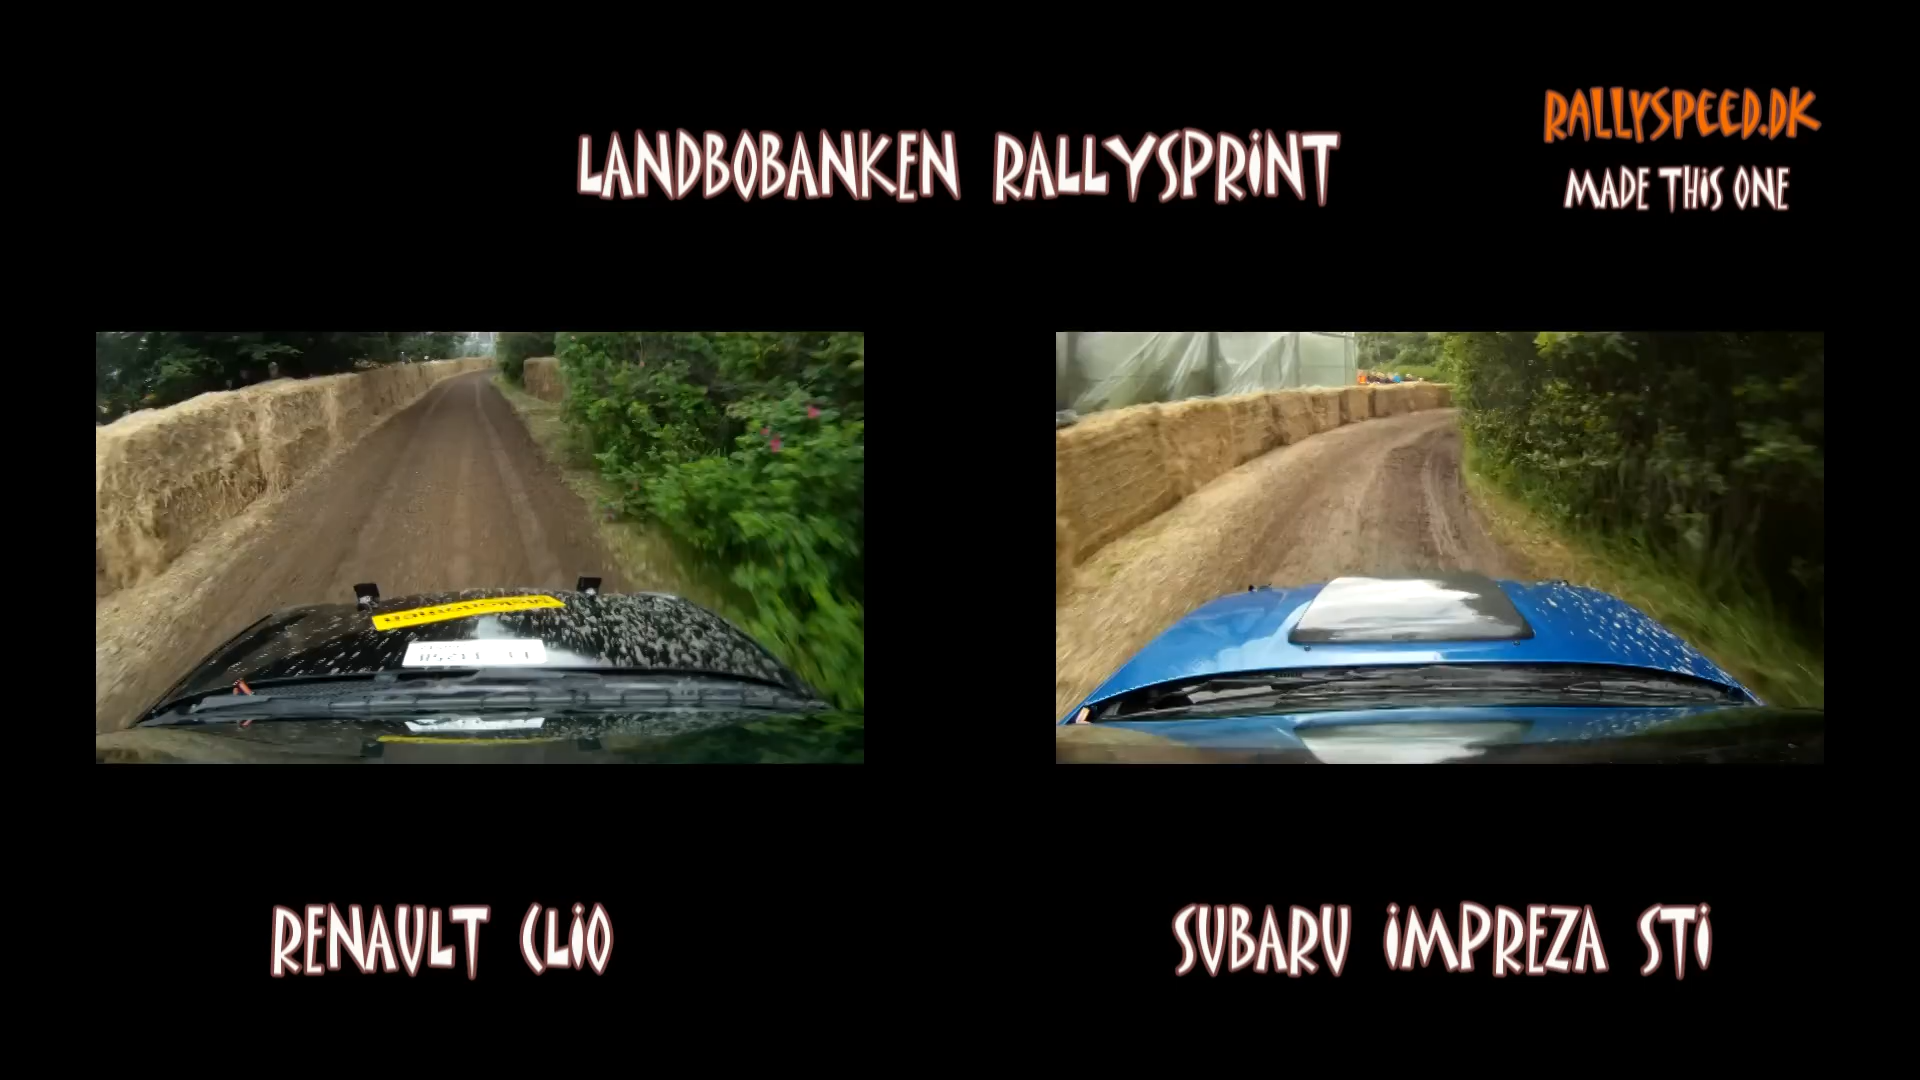 RALLYSPEED.DK
MADE THIS ONE
LANDBOBANKEN RALLYSPRINT
RENAULT CLIO
SUBARU IMPREZA STI